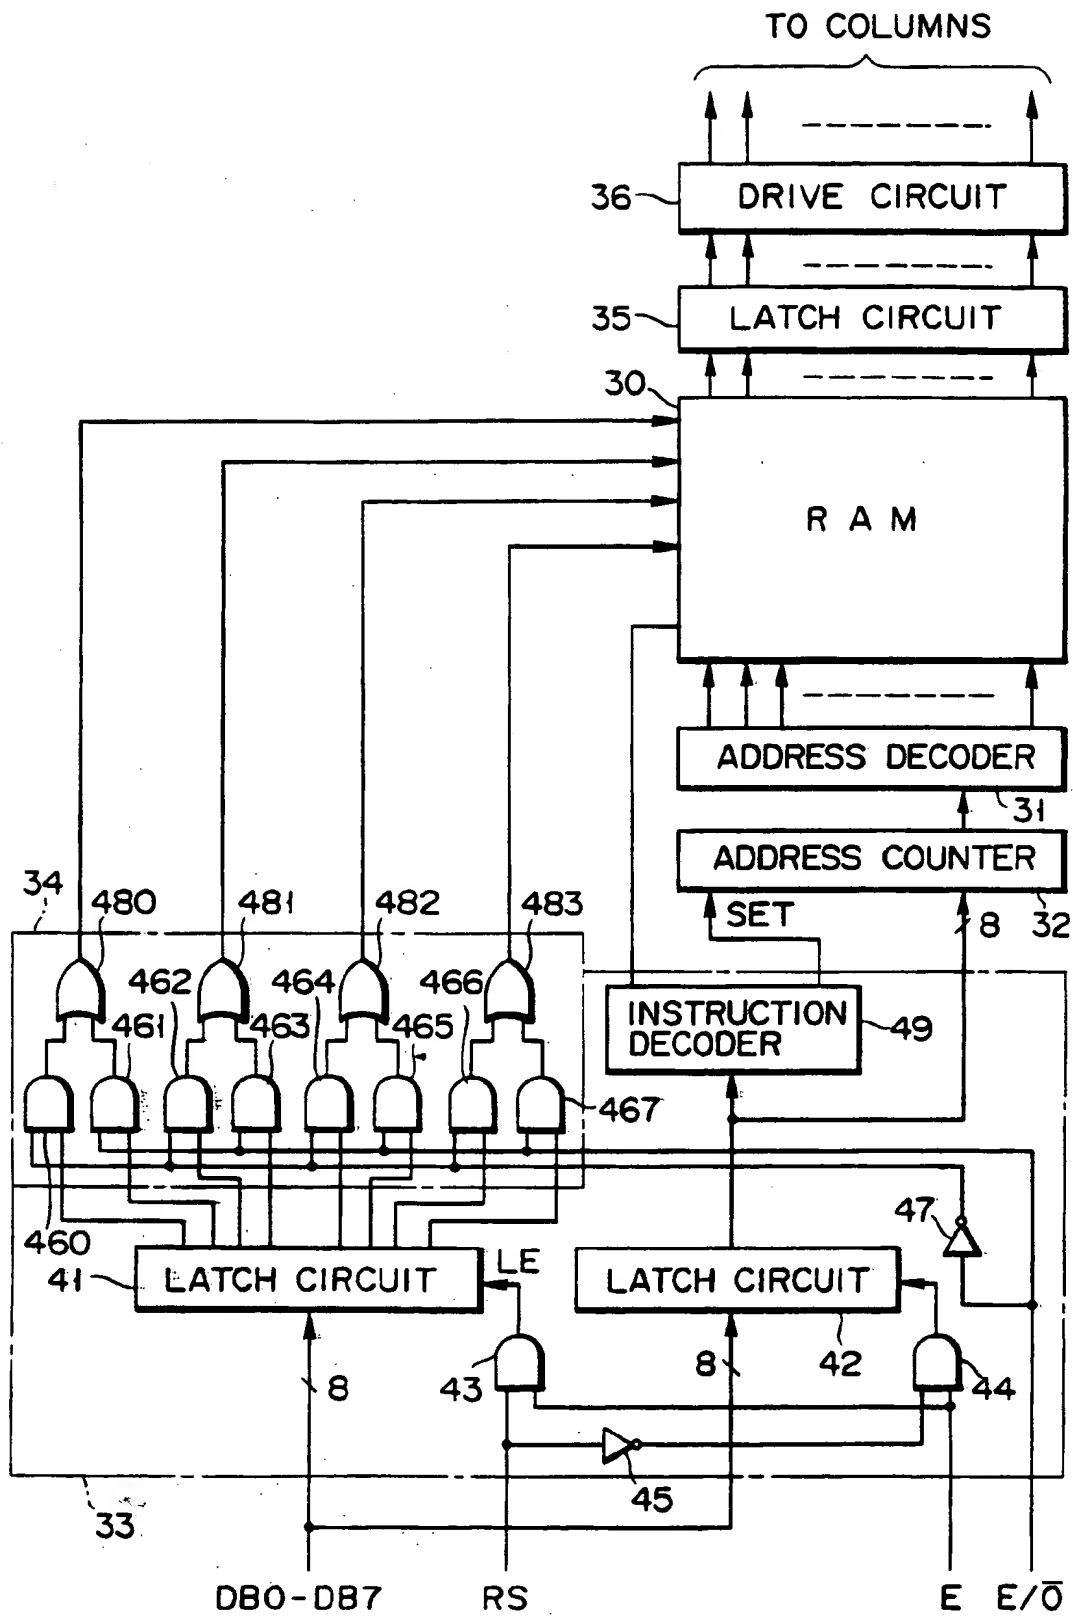 TO COLUMNS
36
DRIVE CIRCUIT
35
LATCH CIRCUIT
30
RAM
ADDRESS DECODER
31
ADDRESS COUNTER
34
480
481
482
483
SET
8
32
462
464
466
461
463
465
INSTRUCTION
DECODER
49
467
460
47
41
LATCH CIRCUIT
LE
LATCH CIRCUIT
8
43
8
42
44
45
33
DB0-DB7
RS
E
E/O̅